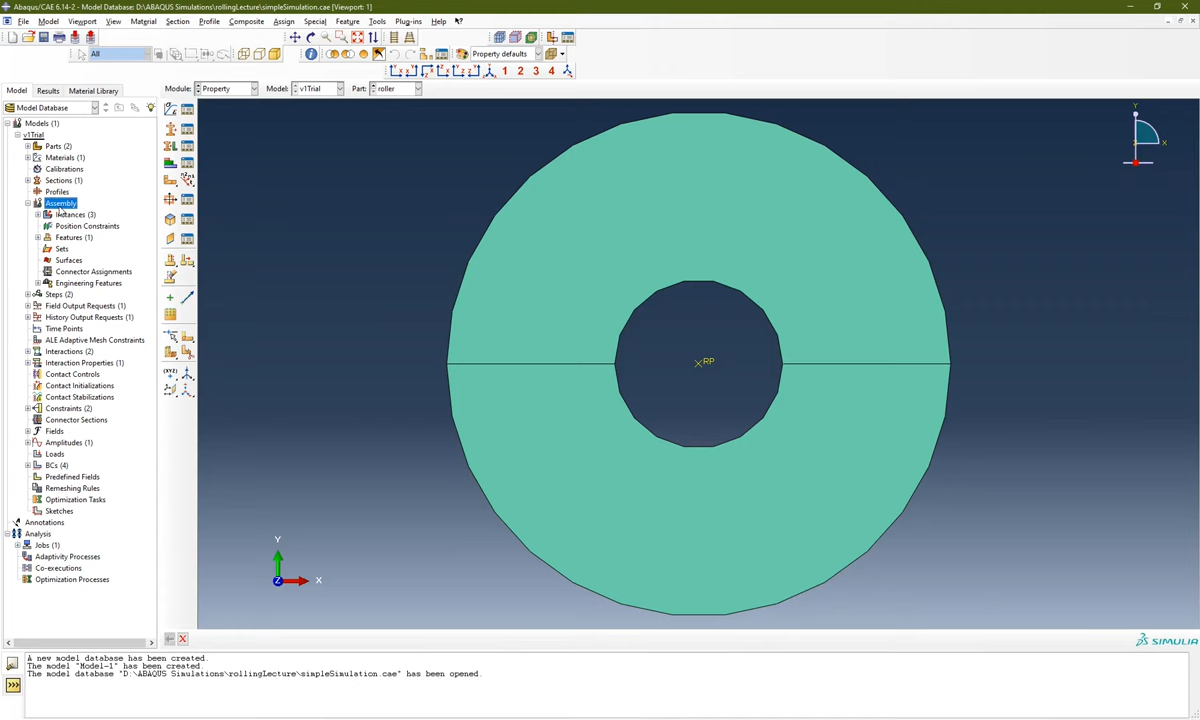 Abaqus/CAE 6.14-2 - Model Database: D:\ABAQUS Simulations\rollingLecture\simpleSimulation.cae [Viewport: 1]
File Model Viewport View Material Section Profile Composite Assign Special Feature Tools Plug-ins Help
All Property defaults
1 2 3 4
Model Results Material Library Module: Property Model: v1Trial Part: roller
Model Database
Models (1)
v1Trial
Parts (2)
Materials (1)
Calibrations
Sections (1)
Profiles
Assembly
Instances (3)
Position Constraints
Features (1)
Sets
Surfaces
Connector Assignments
Engineering Features
Steps (2)
Field Output Requests (1)
History Output Requests (1)
Time Points
ALE Adaptive Mesh Constraints
Interactions (2)
Interaction Properties (1)
Contact Controls
Contact Initializations
Contact Stabilizations
Constraints (2)
Connector Sections
Fields
Amplitudes (1)
Loads
BCs (4)
Predefined Fields
Remeshing Rules
Optimization Tasks
Sketches
Annotations
Analysis
Jobs (1)
Adaptivity Processes
Co-executions
Optimization Processes
(XYZ)
RP
Y
X
Y
Z X
SIMULIA
A new model database has been created.
The model "Model-1" has been created.
The model database "D:\ABAQUS Simulations\rollingLecture\simpleSimulation.cae" has been opened.